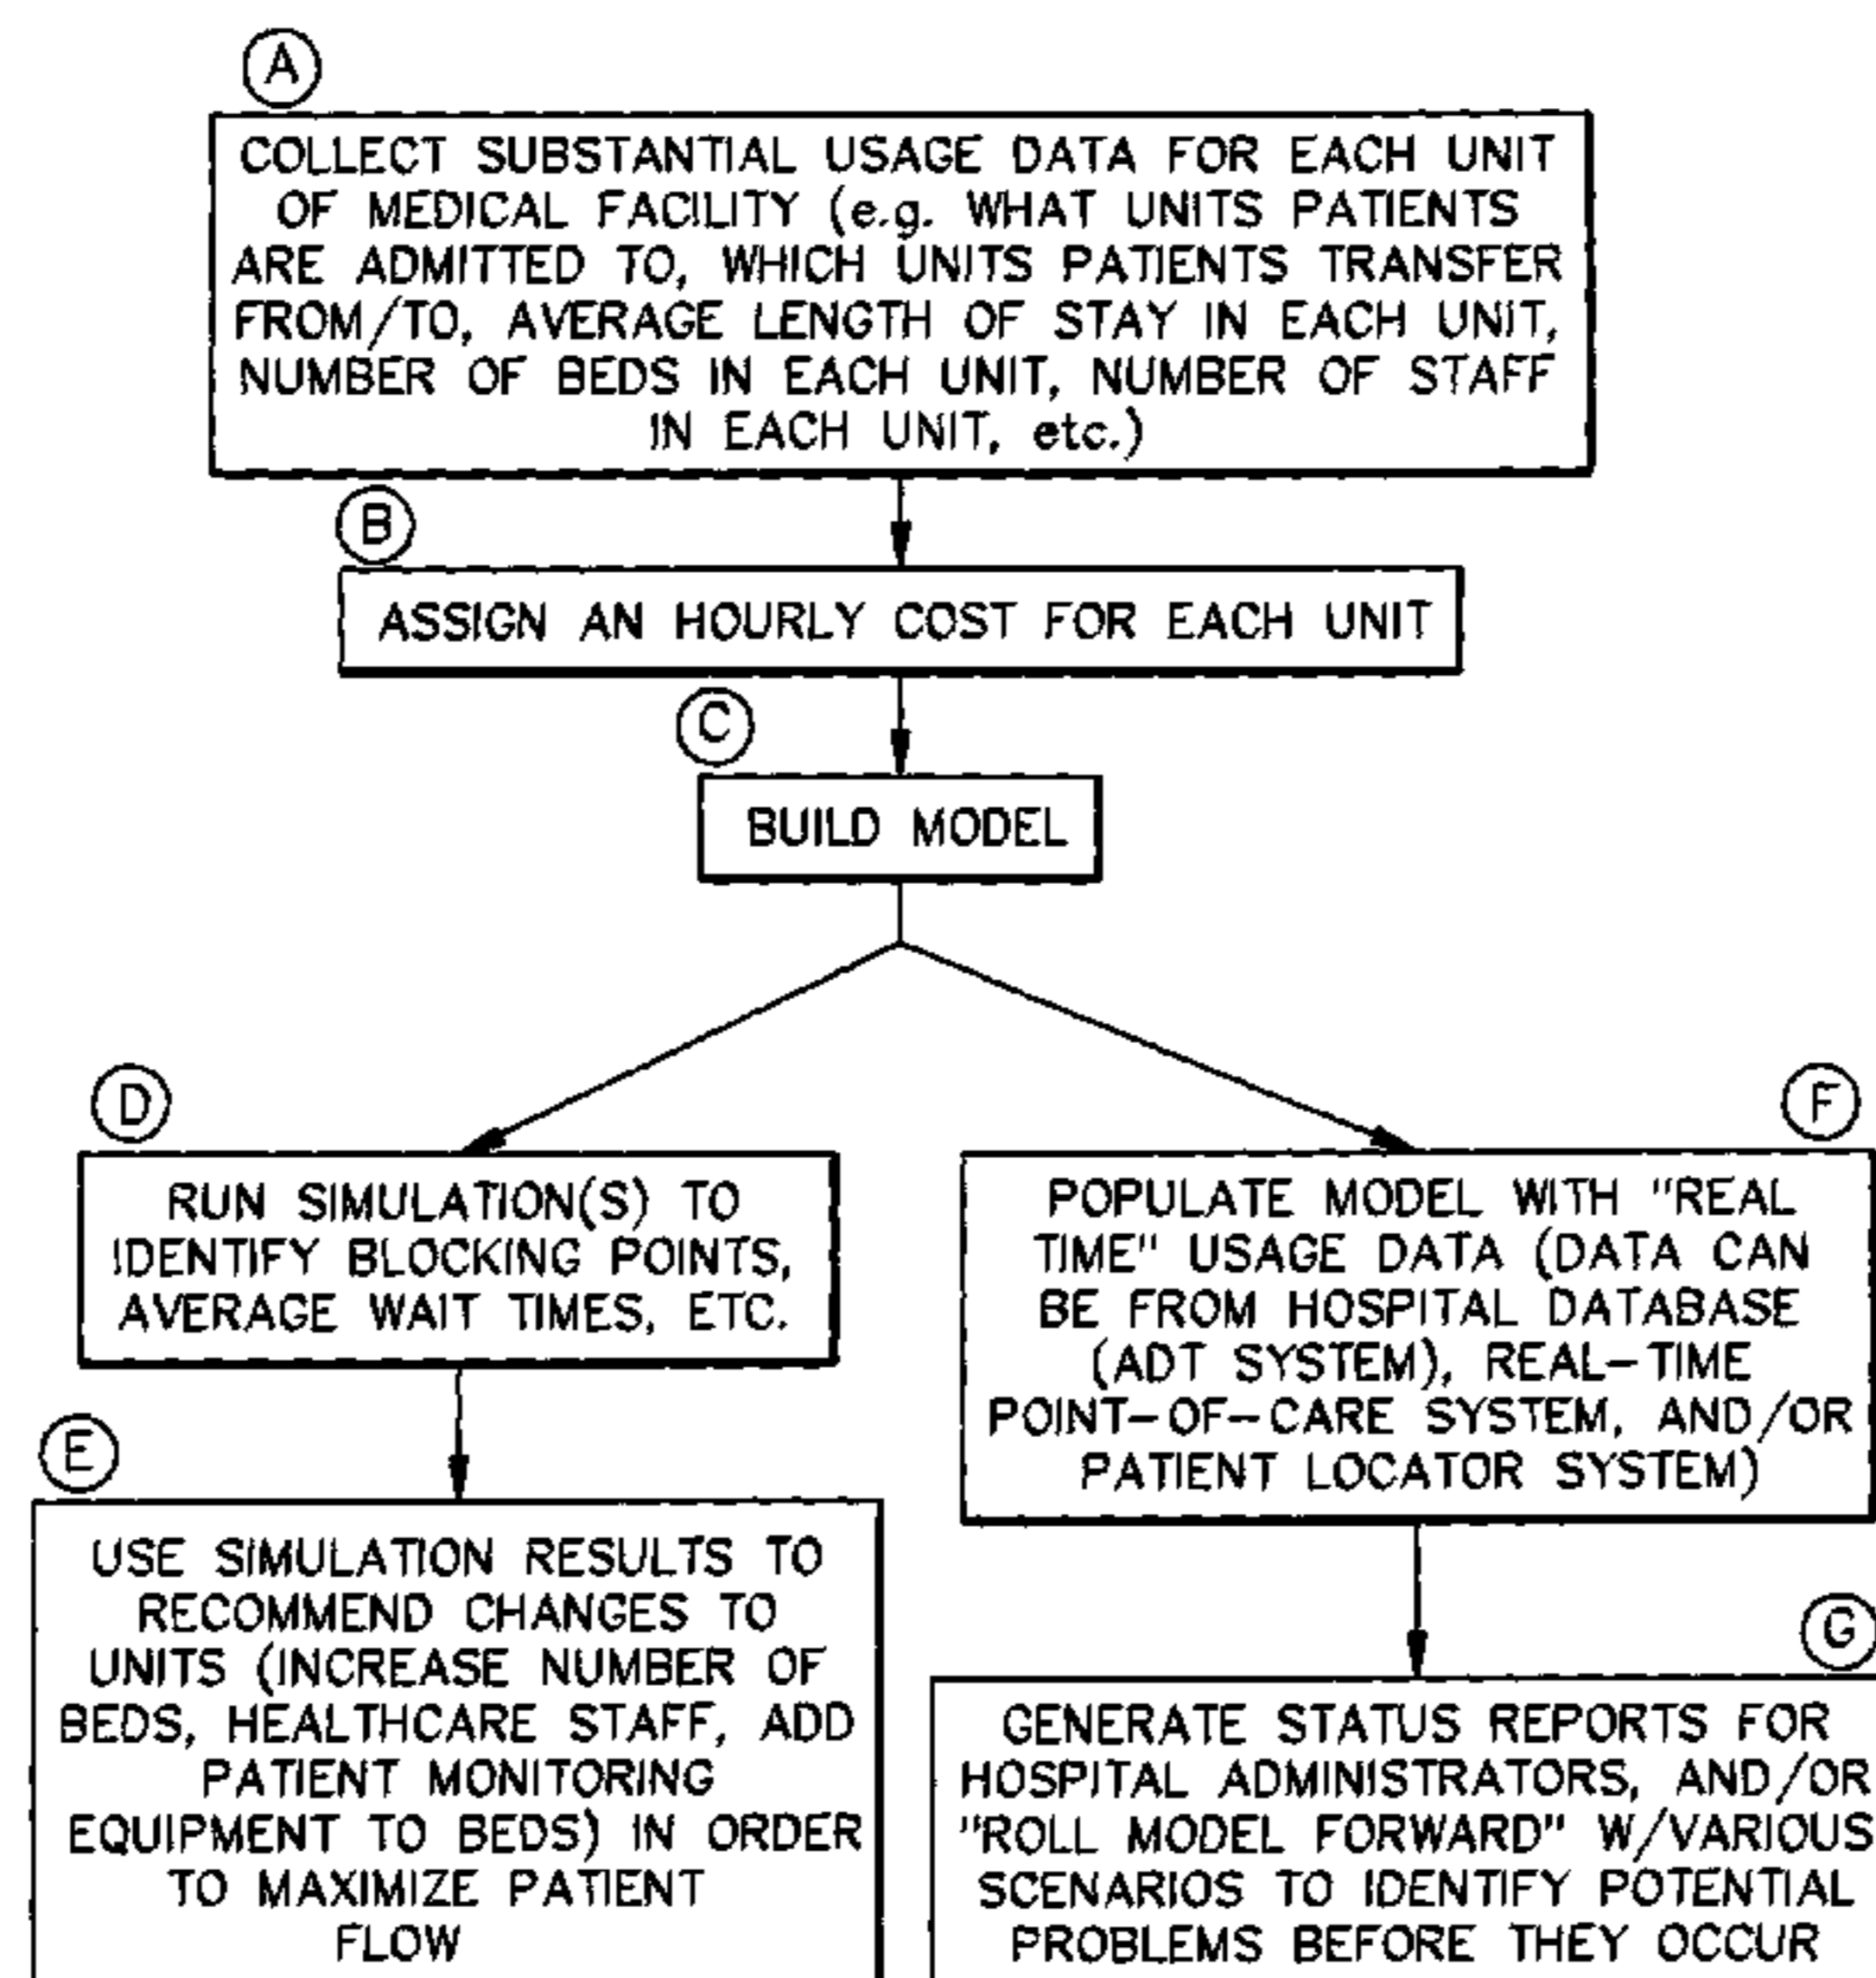 A
COLLECT SUBSTANTIAL USAGE DATA FOR EACH UNIT
OF MEDICAL FACILITY (e.g. WHAT UNITS PATIENTS
ARE ADMITTED TO, WHICH UNITS PATIENTS TRANSFER
FROM/TO, AVERAGE LENGTH OF STAY IN EACH UNIT,
NUMBER OF BEDS IN EACH UNIT, NUMBER OF STAFF
IN EACH UNIT, etc.)
B
ASSIGN AN HOURLY COST FOR EACH UNIT
C
BUILD MODEL
D
RUN SIMULATION(S) TO
IDENTIFY BLOCKING POINTS,
AVERAGE WAIT TIMES, ETC.
E
USE SIMULATION RESULTS TO
RECOMMEND CHANGES TO
UNITS (INCREASE NUMBER OF
BEDS, HEALTHCARE STAFF, ADD
PATIENT MONITORING
EQUIPMENT TO BEDS) IN ORDER
TO MAXIMIZE PATIENT
FLOW
F
POPULATE MODEL WITH "REAL
TIME" USAGE DATA (DATA CAN
BE FROM HOSPITAL DATABASE
(ADT SYSTEM), REAL-TIME
POINT-OF-CARE SYSTEM, AND/OR
PATIENT LOCATOR SYSTEM)
G
GENERATE STATUS REPORTS FOR
HOSPITAL ADMINISTRATORS, AND/OR
"ROLL MODEL FORWARD" W/VARIOUS
SCENARIOS TO IDENTIFY POTENTIAL
PROBLEMS BEFORE THEY OCCUR